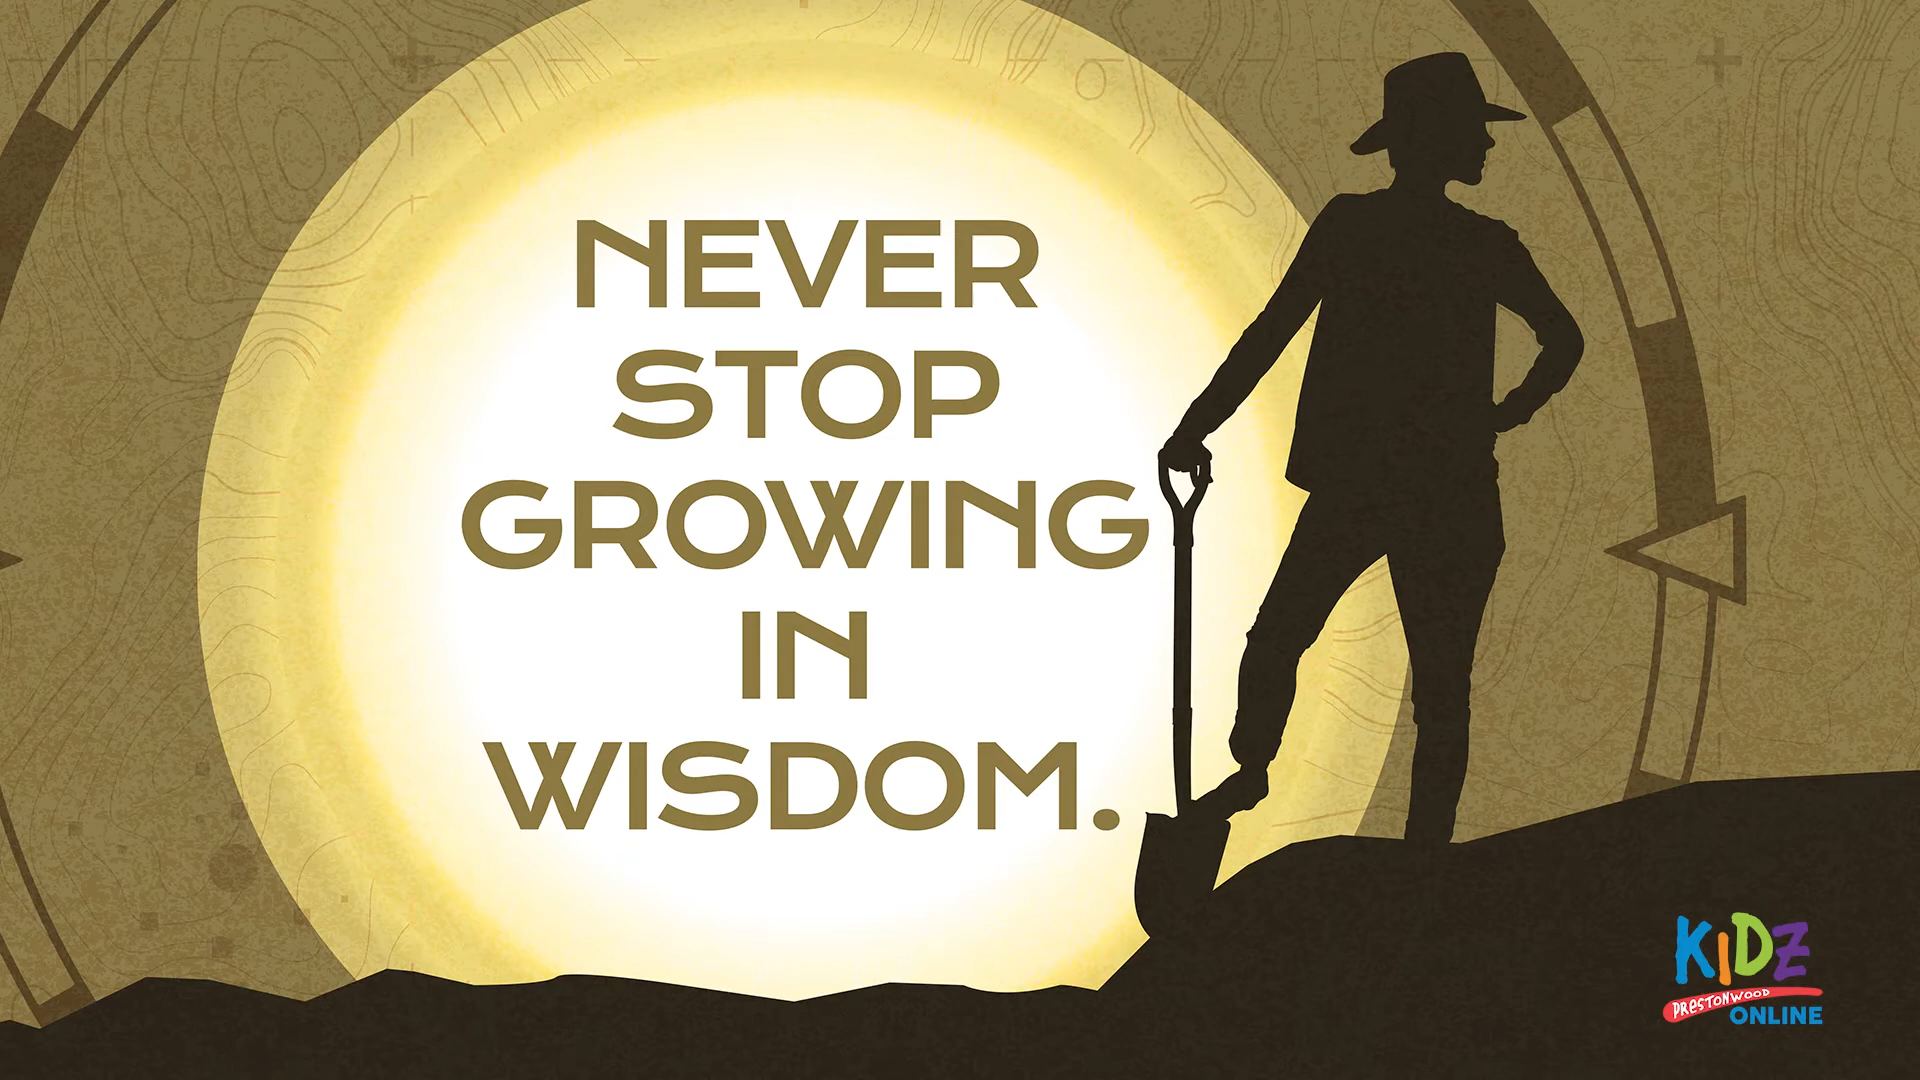 NEVER
STOP
GROWING
IN
WISDOM.
KiDZ
PRESTONWOOD
ONLINE